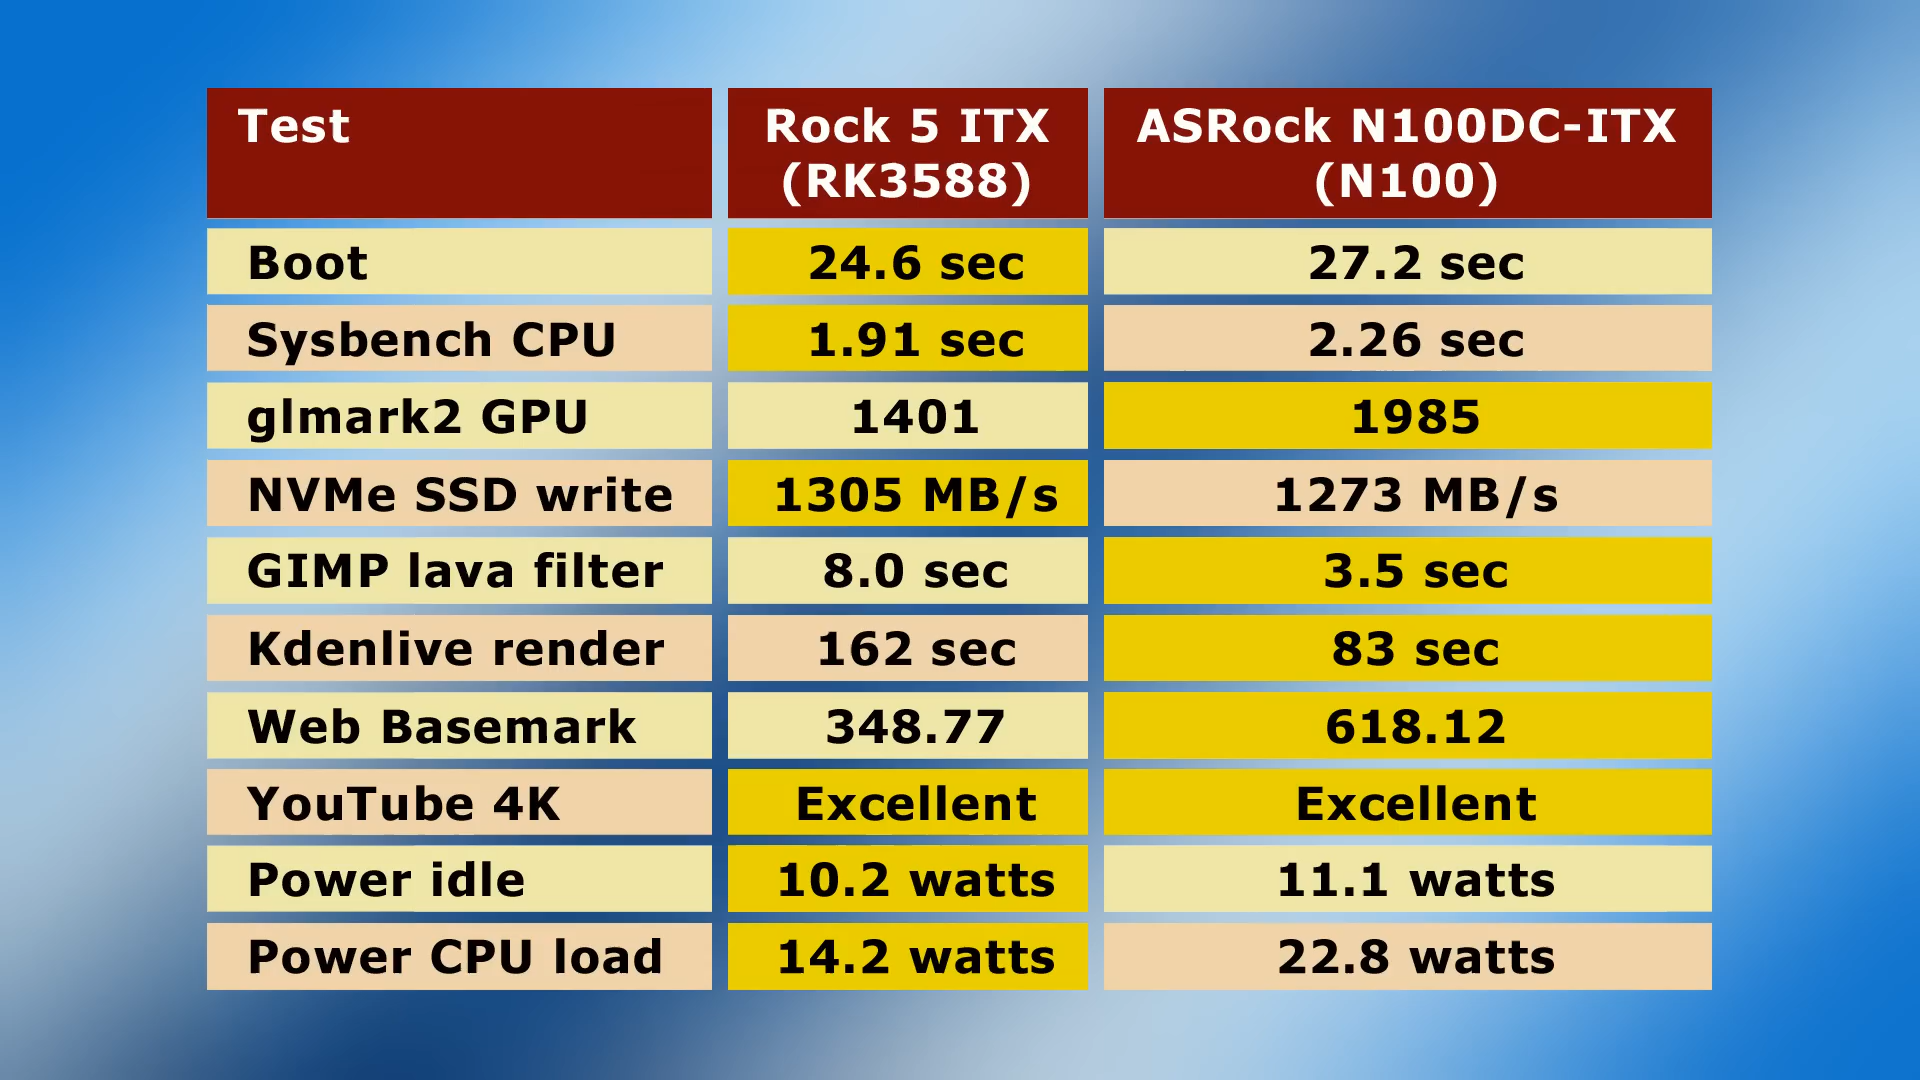 Test Rock 5 ITX ASRock N100DC-ITX
(RK3588) (N100)
Boot 24.6 sec 27.2 sec
Sysbench CPU 1.91 sec 2.26 sec
glmark2 GPU 1401 1985
NVMe SSD write 1305 MB/s 1273 MB/s
GIMP lava filter 8.0 sec 3.5 sec
Kdenlive render 162 sec 83 sec
Web Basemark 348.77 618.12
YouTube 4K Excellent Excellent
Power idle 10.2 watts 11.1 watts
Power CPU load 14.2 watts 22.8 watts